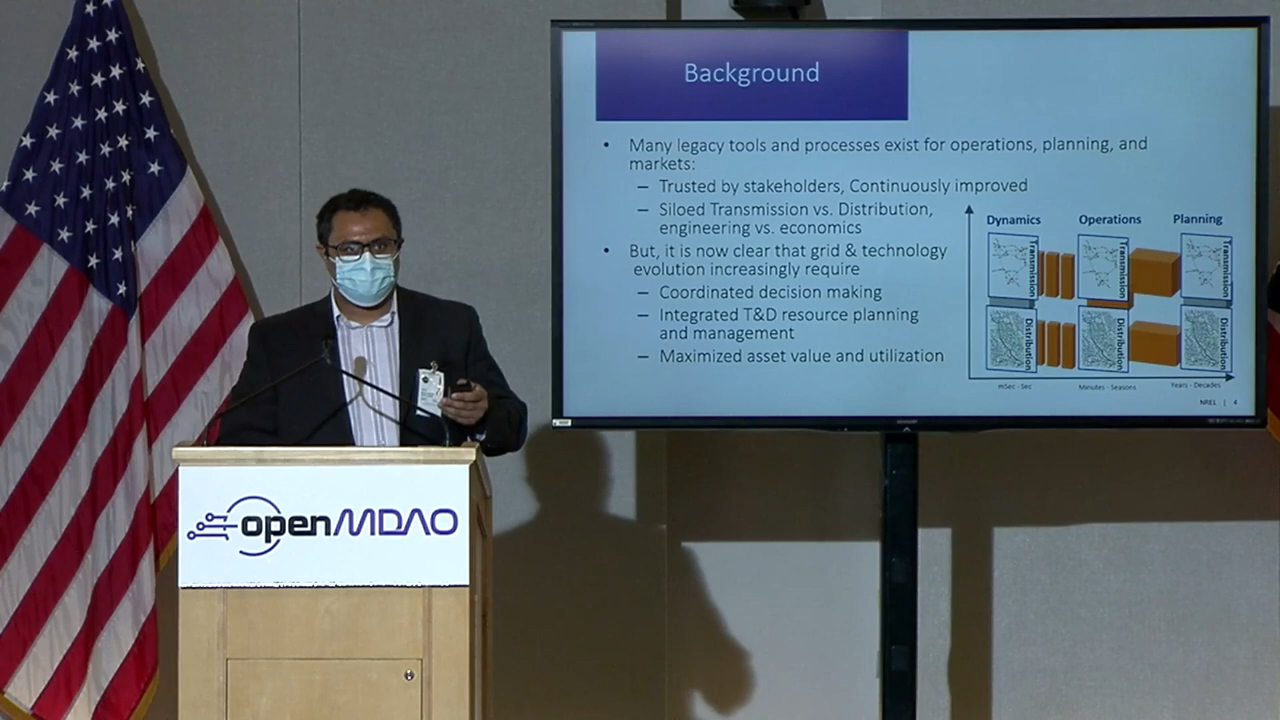 Background
• Many legacy tools and processes exist for operations, planning, and
markets:
– Trusted by stakeholders, Continuously improved
– Siloed Transmission vs. Distribution,
engineering vs. economics
• But, it is now clear that grid & technology
evolution increasingly require
– Coordinated decision making
– Integrated T&D resource planning
and management
– Maximized asset value and utilization
Dynamics Operations Planning
Transmission Transmission Transmission
Distribution Distribution Distribution
mSec - Sec Minutes - Seasons Years - Decades
NREL | 4
openMDAO